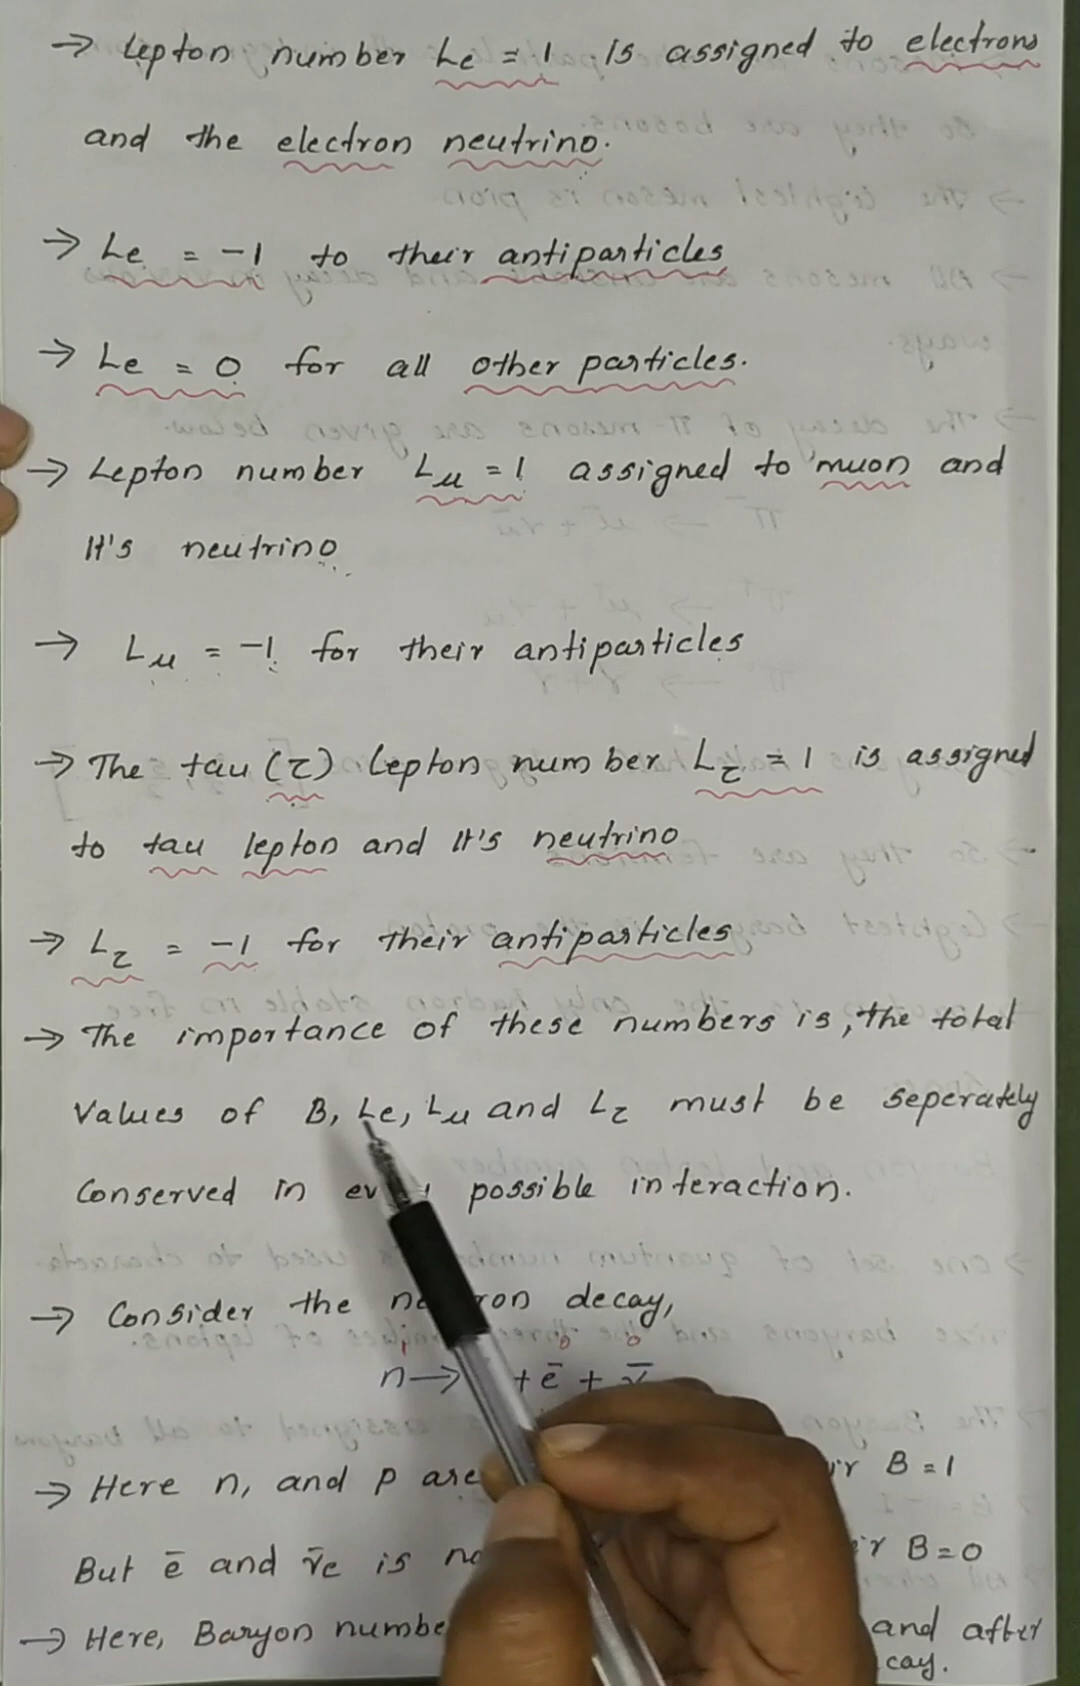 → Lepton number Le = 1 is assigned to electrons
and the electron neutrino.
→ Le = -1 to their antiparticles
→ Le = 0 for all other particles.
→ Lepton number Lμ = 1 assigned to muon and
It's neutrino
→ Lμ = -1 for their antiparticles
→ The tau (τ) lepton number Lτ = 1 is assigned
to tau lepton and It's neutrino
→ Lτ = -1 for their antiparticles
→ The importance of these numbers is, the total
values of B, Le, Lμ and Lτ must be seperately
Conserved in possible interaction.
→ Consider the decay,
n → + ē +
→ Here n, and p are B = 1
But ē and ν̄e is B = 0
→ Here, Baryon and after